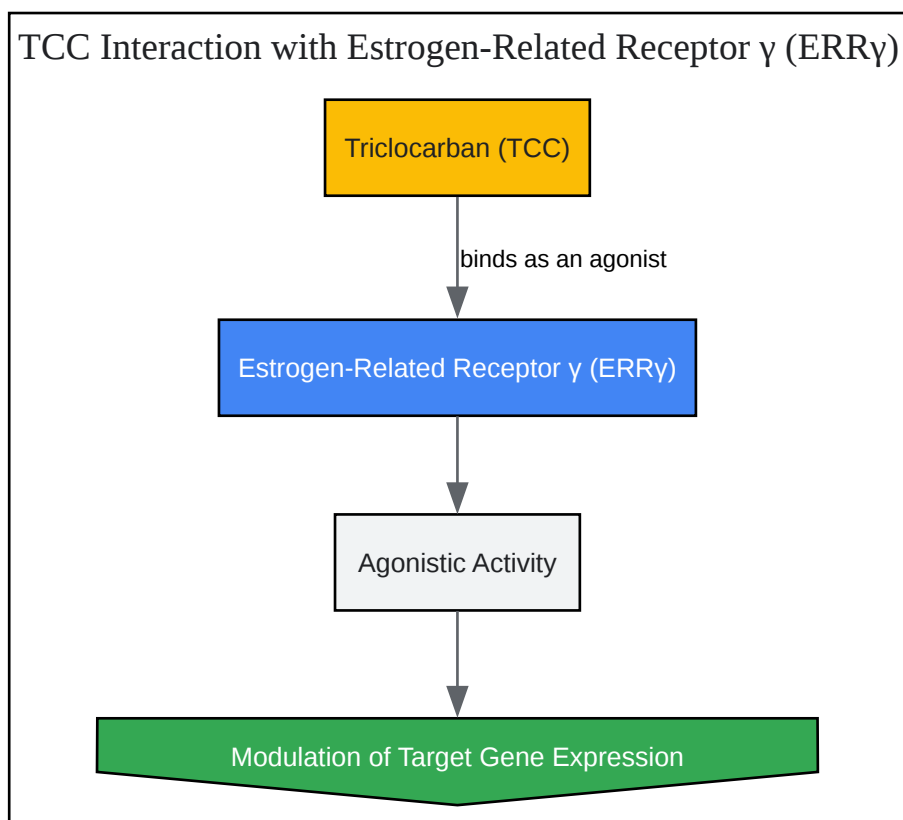 TCC Interaction with Estrogen-Related Receptor γ (ERRγ)
Triclocarban (TCC)
binds as an agonist
Estrogen-Related Receptor γ (ERRγ)
Agonistic Activity
Modulation of Target Gene Expression